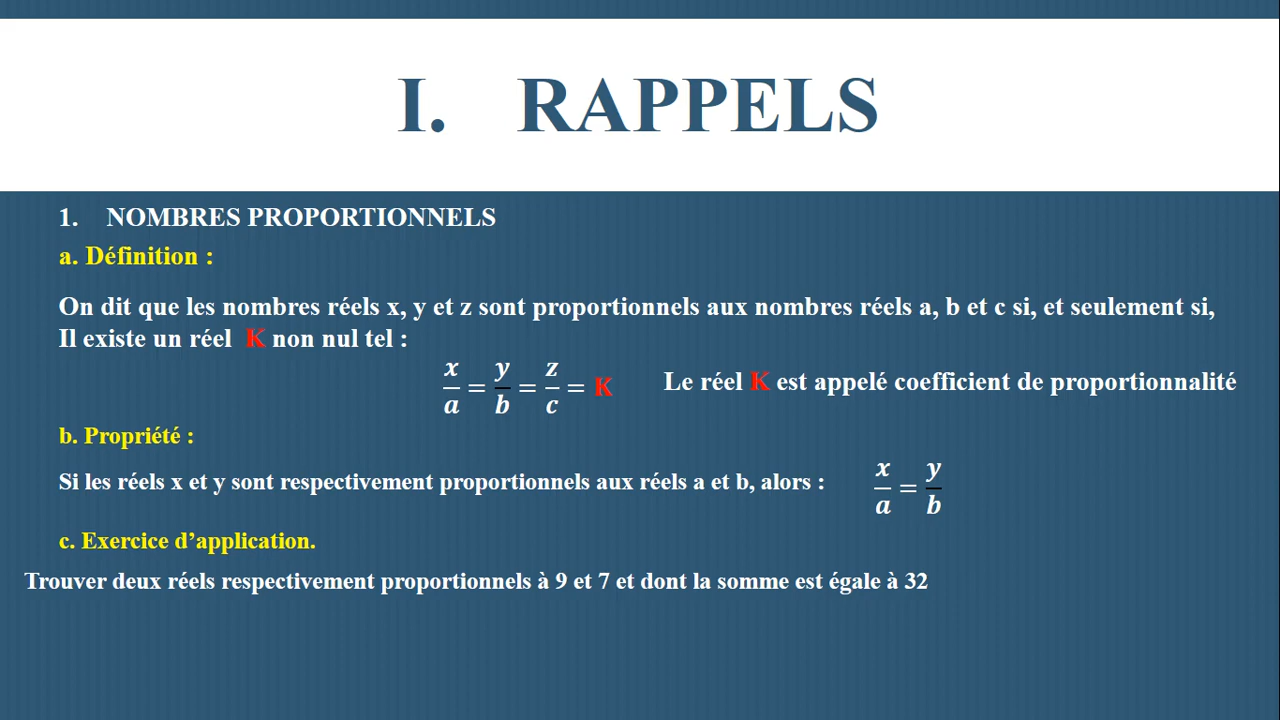 I. RAPPELS
1. NOMBRES PROPORTIONNELS
a. Définition :
On dit que les nombres réels x, y et z sont proportionnels aux nombres réels a, b et c si, et seulement si,
Il existe un réel K non nul tel :
x/a = y/b = z/c = K Le réel K est appelé coefficient de proportionnalité
b. Propriété :
Si les réels x et y sont respectivement proportionnels aux réels a et b, alors : x/a = y/b
c. Exercice d’application.
Trouver deux réels respectivement proportionnels à 9 et 7 et dont la somme est égale à 32